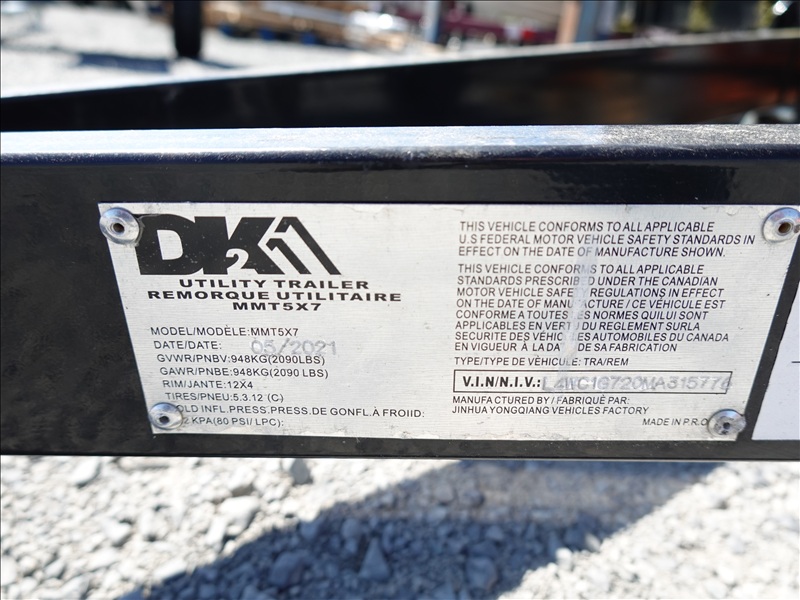 DK2
UTILITY TRAILER
REMORQUE UTILITAIRE
MMT5X7
MODEL/MODÈLE:MMT5X7
DATE/DATE: 05/2021
GVWR/PNBV:948KG(2090LBS)
GAWR/PNBE:948KG(2090 LBS)
RIM/JANTE:12X4
TIRES/PNEU:5.3.12 (C)
OLD INFL.PRESS.PRESS.DE GONFL.À FROIID:
2 KPA(80 PSI/ LPC):
THIS VEHICLE CONFORMS TO ALL APPLICABLE
U.S FEDERAL MOTOR VEHICLE SAFETY STANDARDS IN
EFFECT ON THE DATE OF MANUFACTURE SHOWN.
THIS VEHICLE CONFORMS TO ALL APPLICABLE
STANDARDS PRESCRIBED UNDER THE CANADIAN
MOTOR VEHICLE SAFETY REGULATIONS IN EFFECT
ON THE DATE OF MANUFACTURE / CE VÉHICULE EST
CONFORME A TOUTES LES NORMES QUILUI SONT
APPLICABLES EN VERTU DU REGLEMENT SURLA
SECURITE DES VÉHICULES AUTOMOBILES DU CANADA
EN VIGUEUR À LA DATE DE SA FABRICATION
TYPE/TYPE DE VÉHICULE: TRA/REM
V.I.N/N.I.V.: L4WC1G720MA315774
MANUFACTURED BY / FABRIQUÉ PAR:
JINHUA YONGQIANG VEHICLES FACTORY
MADE IN P.R.C